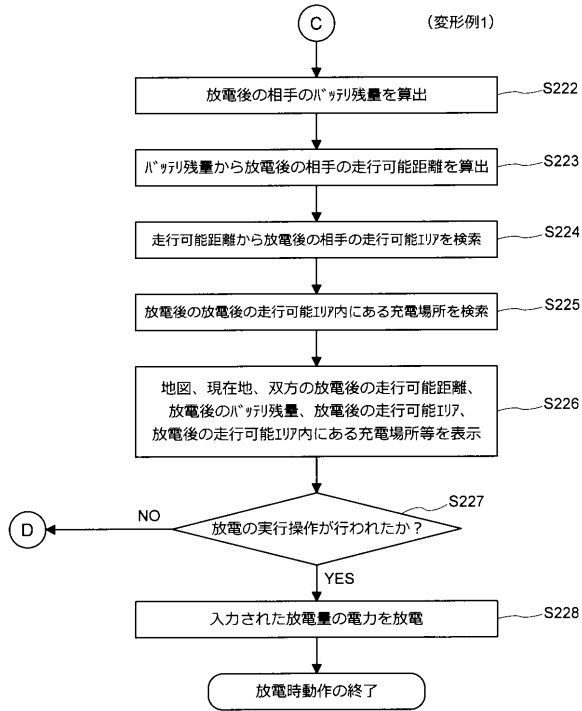 C
(変形例1)
放電後の相手のﾊﾞｯﾃﾘ残量を算出
S222
ﾊﾞｯﾃﾘ残量から放電後の相手の走行可能距離を算出
S223
走行可能距離から放電後の相手の走行可能ｴﾘｱを検索
S224
放電後の放電後の走行可能ｴﾘｱ内にある充電場所を検索
S225
地図、現在地、双方の放電後の走行可能距離、
放電後のﾊﾞｯﾃﾘ残量、放電後の走行可能ｴﾘｱ、
放電後の走行可能ｴﾘｱ内にある充電場所等を表示
S226
S227
放電の実行操作が行われたか？
NO
D
YES
入力された放電量の電力を放電
S228
放電時動作の終了